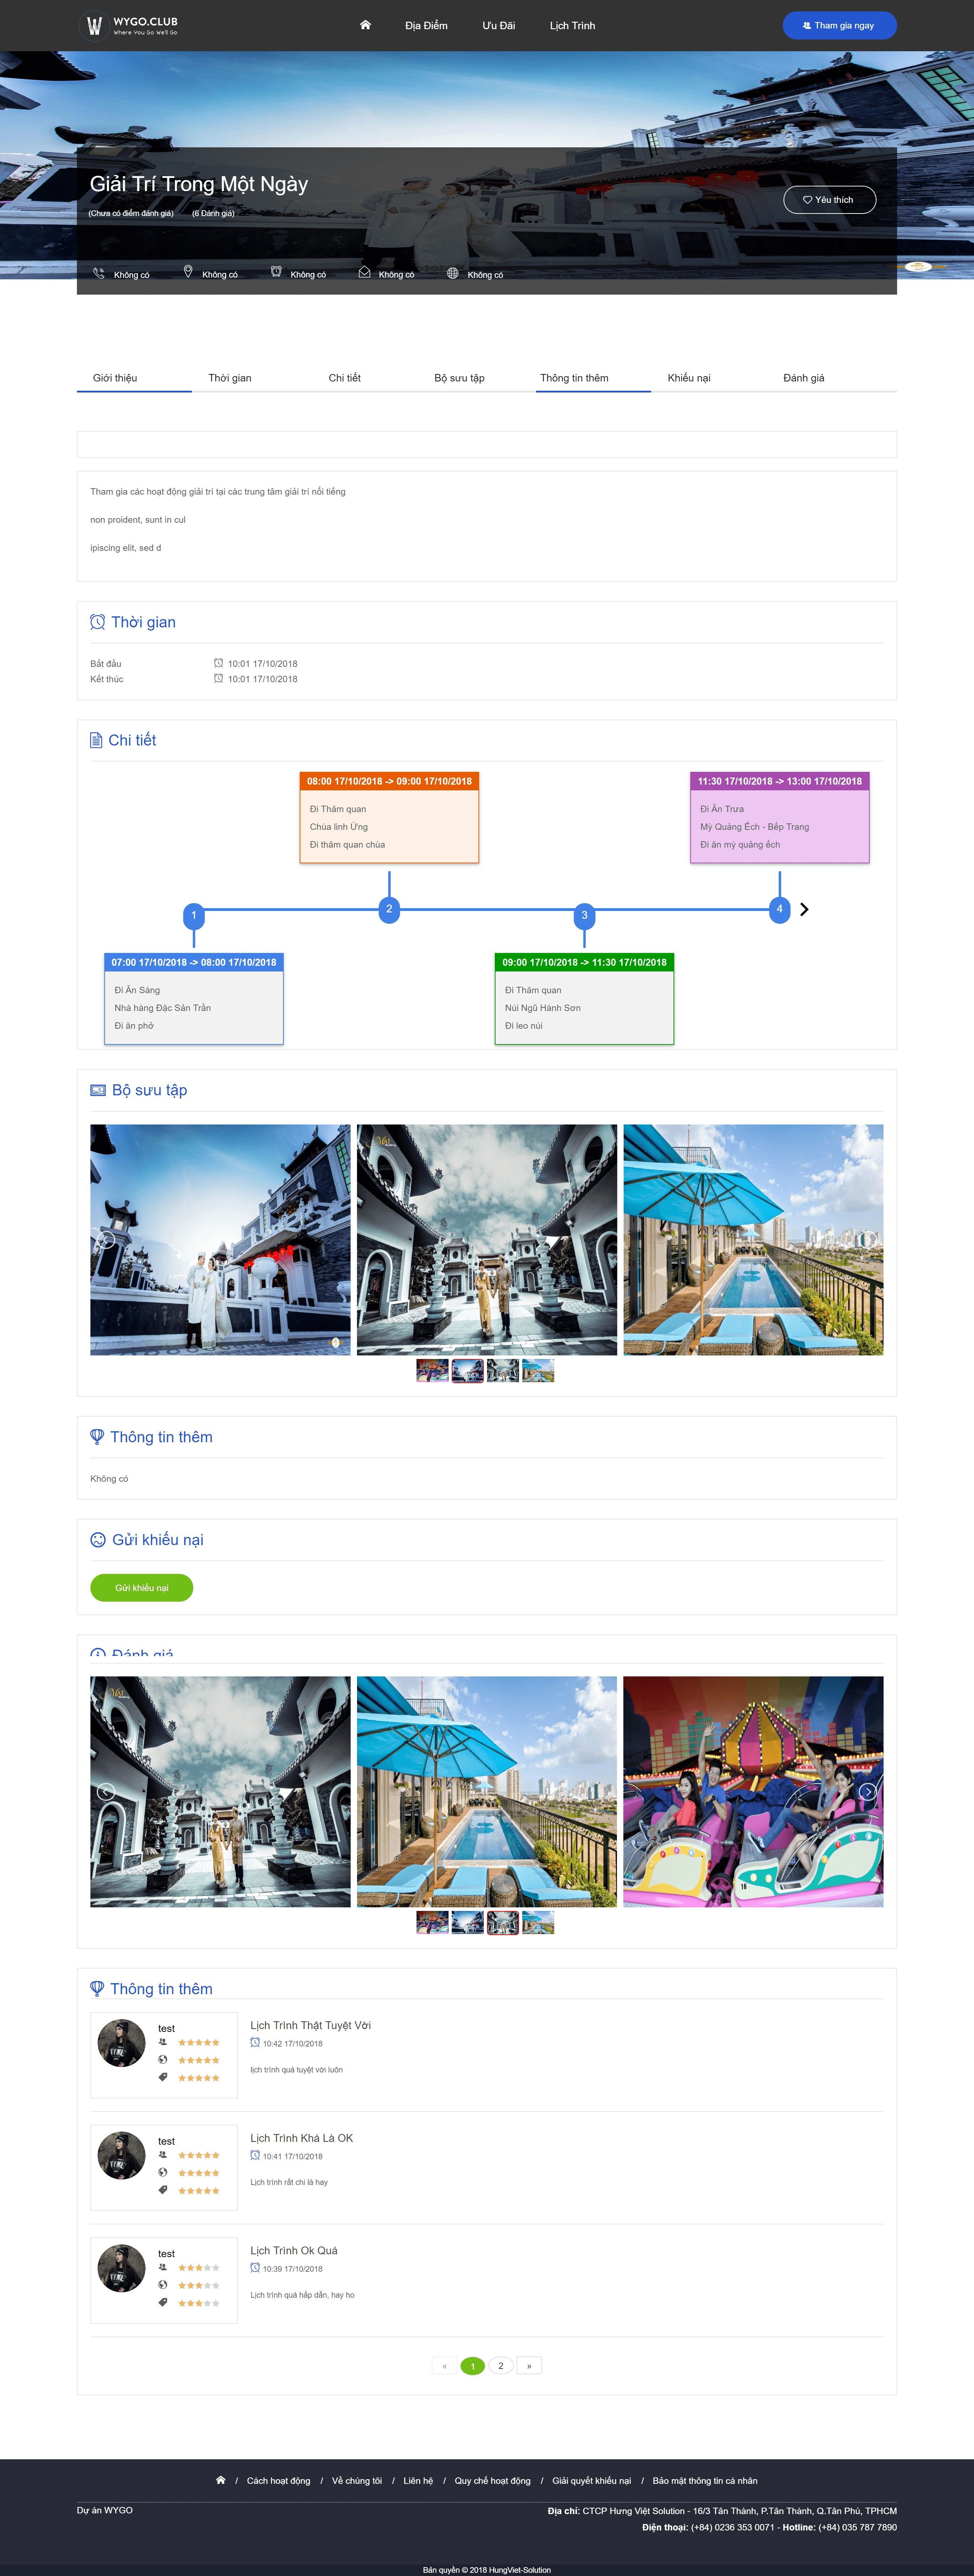 WYGO.CLUB
Where You Go We'll Go
Địa Điểm
Ưu Đãi
Lịch Trình
Tham gia ngay
Giải Trí Trong Một Ngày
(Chưa có điểm đánh giá) (6 Đánh giá)
Yêu thích
Không có
Không có
Không có
Không có
Không có
Giới thiệu
Thời gian
Chi tiết
Bộ sưu tập
Thông tin thêm
Khiếu nại
Đánh giá
Tham gia các hoạt động giải trí tại các trung tâm giải trí nổi tiếng
non proident, sunt in cul
ipiscing elit, sed d
Thời gian
Bắt đầu 10:01 17/10/2018
Kết thúc 10:01 17/10/2018
Chi tiết
08:00 17/10/2018 -> 09:00 17/10/2018
Đi Thăm quan
Chùa linh Ứng
Đi thăm quan chùa
11:30 17/10/2018 -> 13:00 17/10/2018
Đi Ăn Trưa
Mỳ Quảng Ếch - Bếp Trang
Đi ăn mỳ quảng ếch
1
2
3
4
07:00 17/10/2018 -> 08:00 17/10/2018
Đi Ăn Sáng
Nhà hàng Đặc Sản Trần
Đi ăn phở
09:00 17/10/2018 -> 11:30 17/10/2018
Đi Thăm quan
Núi Ngũ Hành Sơn
Đi leo núi
Bộ sưu tập
Thông tin thêm
Không có
Gửi khiếu nại
Gửi khiếu nại
Đánh giá
Thông tin thêm
test
Lịch Trình Thật Tuyệt Vời
10:42 17/10/2018
lịch trình quá tuyệt vời luôn
test
Lịch Trình Khá Là OK
10:41 17/10/2018
Lịch trình rất chi là hay
test
Lịch Trình Ok Quá
10:39 17/10/2018
Lịch trình quá hấp dẫn, hay ho
« 1 2 »
/ Cách hoạt động / Về chúng tôi / Liên hệ / Quy chế hoạt động / Giải quyết khiếu nại / Bảo mật thông tin cá nhân
Dự án WYGO
Địa chỉ: CTCP Hưng Việt Solution - 16/3 Tân Thành, P.Tân Thành, Q.Tân Phú, TPHCM
Điện thoại: (+84) 0236 353 0071 - Hotline: (+84) 035 787 7890
Bản quyền © 2018 HungViet-Solution